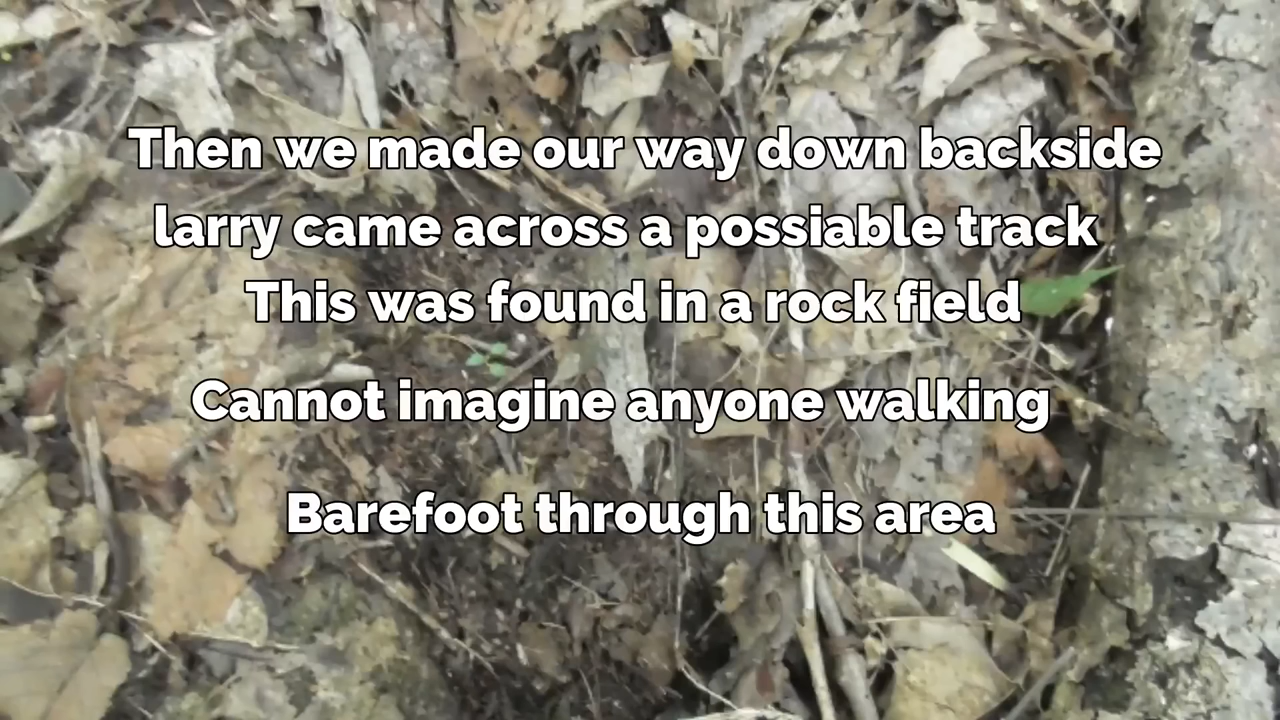 Then we made our way down backside
larry came across a possiable track
This was found in a rock field
Cannot imagine anyone walking
Barefoot through this area